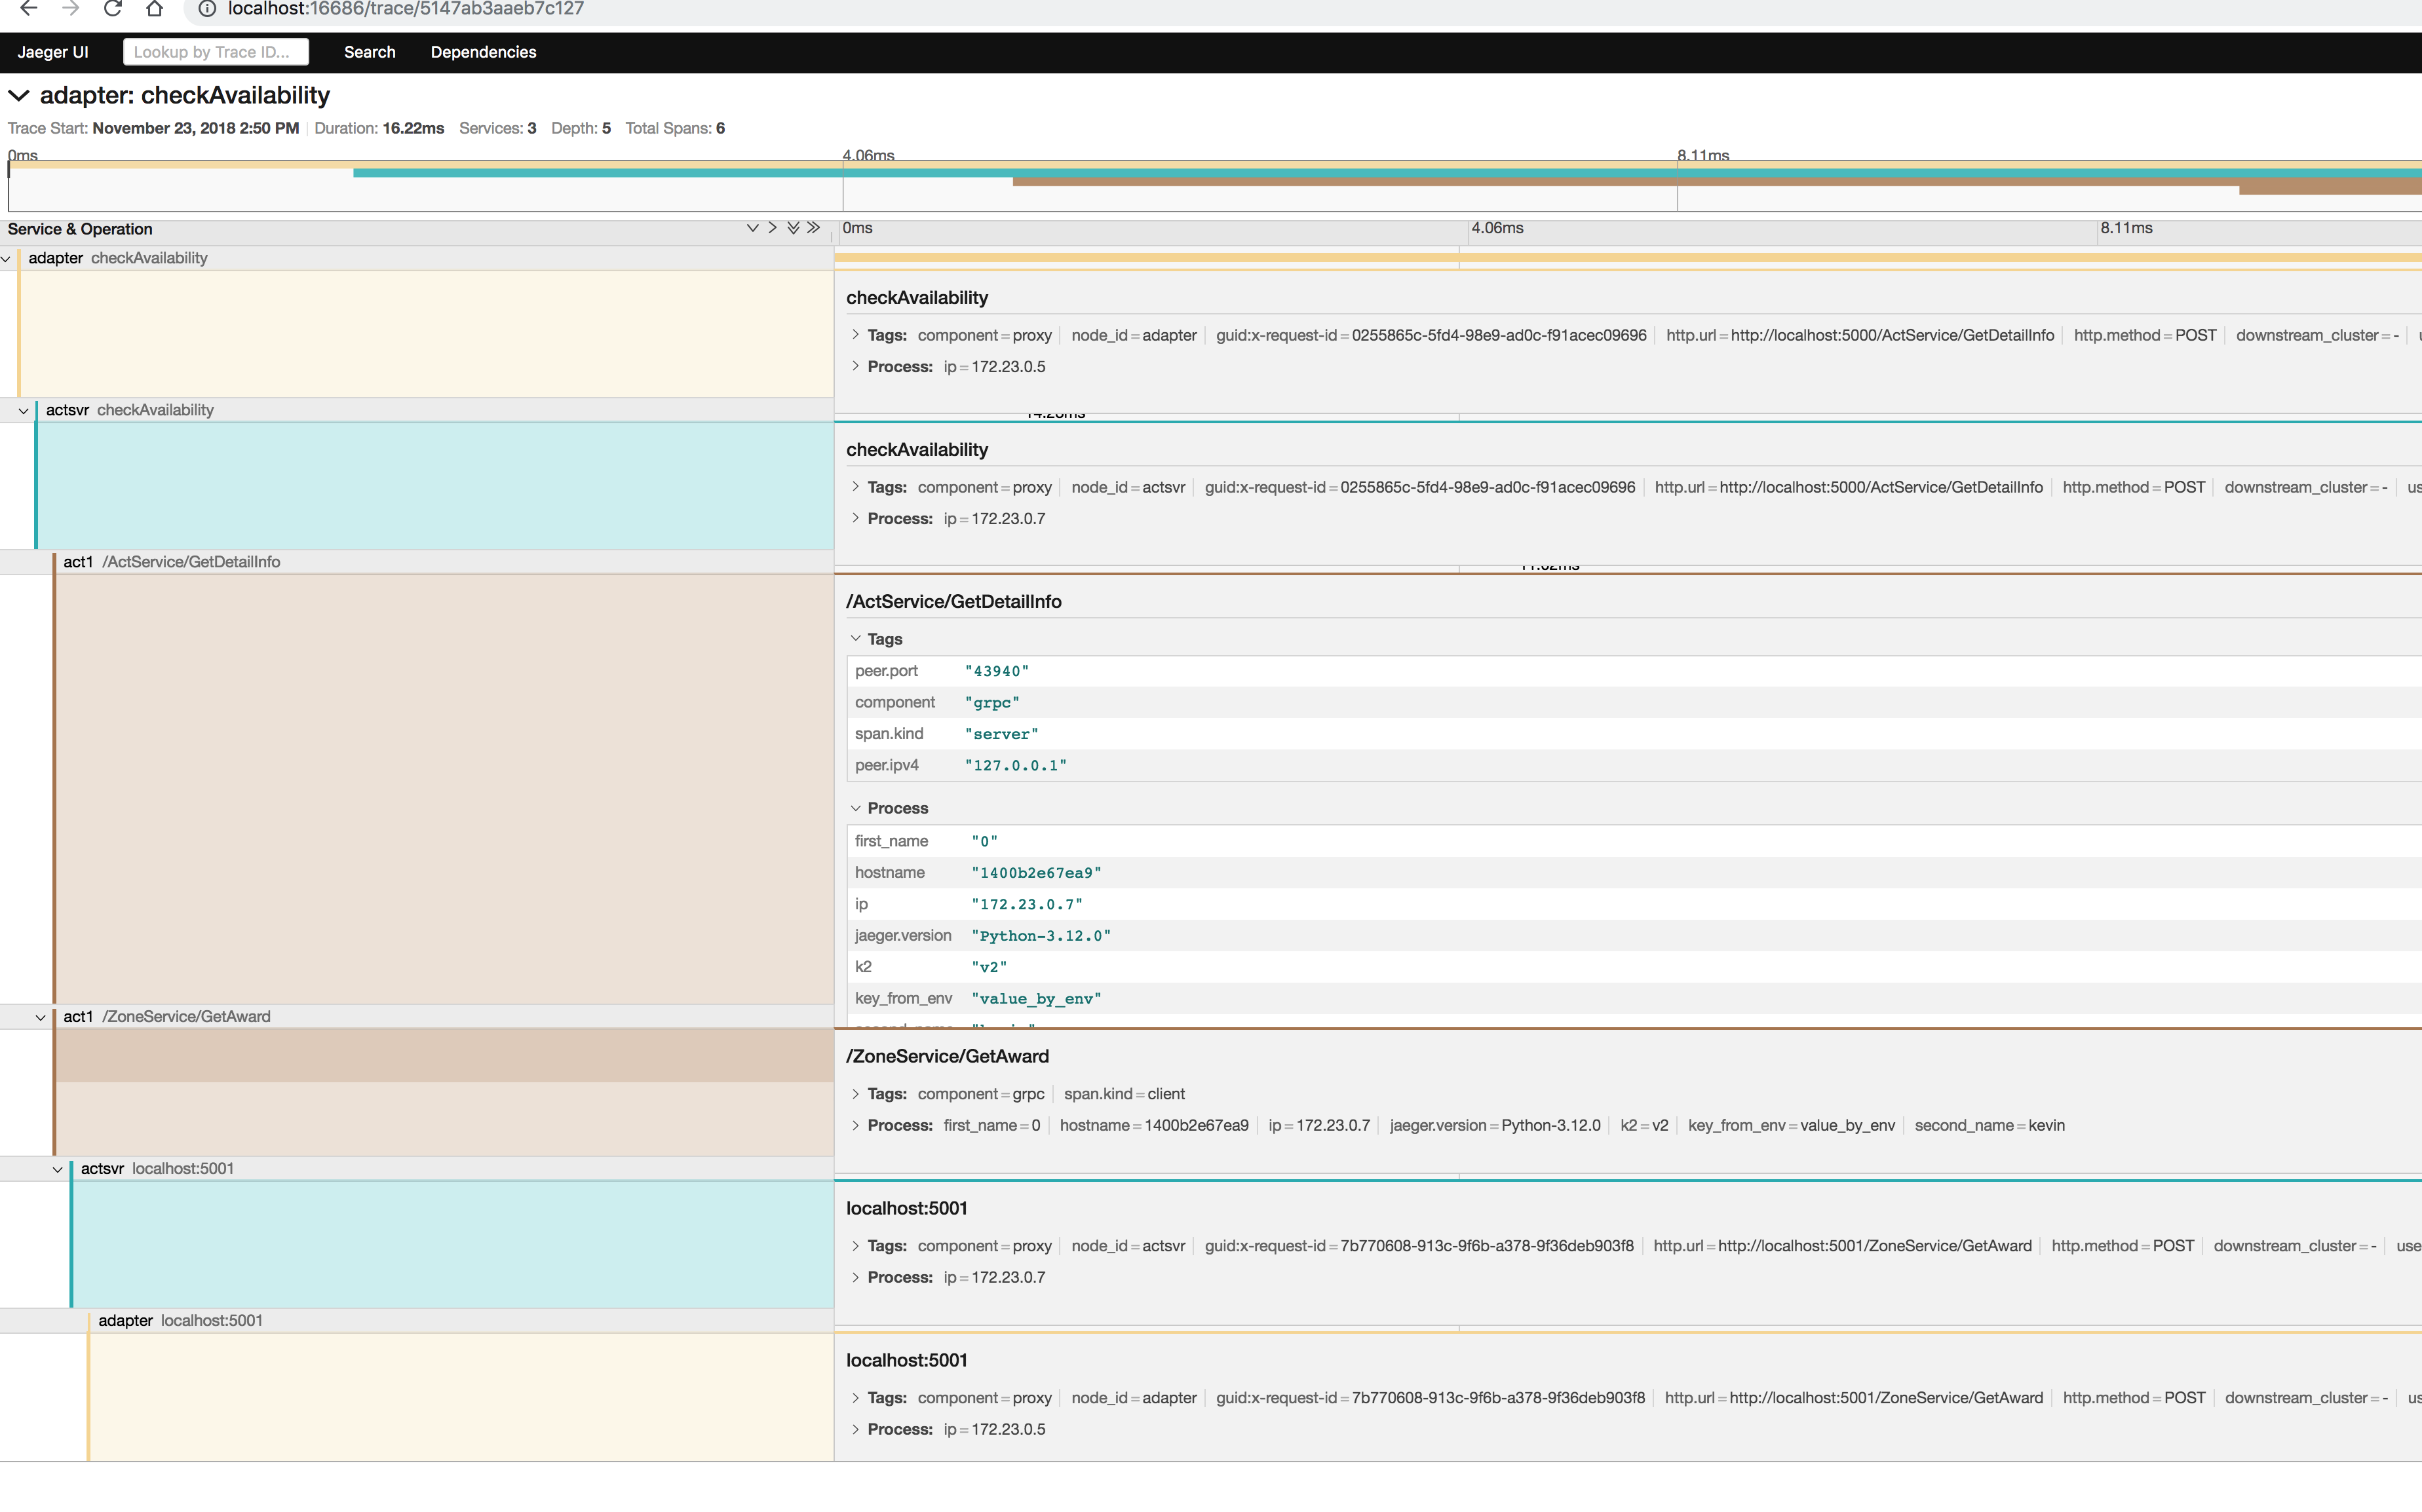 localhost:16686/trace/5147ab3aaeb7c127
Jaeger UI Lookup by Trace ID... Search Dependencies
adapter: checkAvailability
Trace Start: November 23, 2018 2:50 PM Duration: 16.22ms Services: 3 Depth: 5 Total Spans: 6
0ms 4.06ms 8.11ms
Service & Operation 0ms 4.06ms 8.11ms
adapter checkAvailability
checkAvailability
Tags: component = proxy node_id = adapter guid:x-request-id = 0255865c-5fd4-98e9-ad0c-f91acec09696 http.url = http://localhost:5000/ActService/GetDetailInfo http.method = POST downstream_cluster = -
Process: ip = 172.23.0.5
actsvr checkAvailability
checkAvailability
Tags: component = proxy node_id = actsvr guid:x-request-id = 0255865c-5fd4-98e9-ad0c-f91acec09696 http.url = http://localhost:5000/ActService/GetDetailInfo http.method = POST downstream_cluster = - us
Process: ip = 172.23.0.7
act1 /ActService/GetDetailInfo
/ActService/GetDetailInfo
Tags
peer.port "43940"
component "grpc"
span.kind "server"
peer.ipv4 "127.0.0.1"
Process
first_name "0"
hostname "1400b2e67ea9"
ip "172.23.0.7"
jaeger.version "Python-3.12.0"
k2 "v2"
key_from_env "value_by_env"
act1 /ZoneService/GetAward
/ZoneService/GetAward
Tags: component = grpc span.kind = client
Process: first_name = 0 hostname = 1400b2e67ea9 ip = 172.23.0.7 jaeger.version = Python-3.12.0 k2 = v2 key_from_env = value_by_env second_name = kevin
actsvr localhost:5001
localhost:5001
Tags: component = proxy node_id = actsvr guid:x-request-id = 7b770608-913c-9f6b-a378-9f36deb903f8 http.url = http://localhost:5001/ZoneService/GetAward http.method = POST downstream_cluster = - use
Process: ip = 172.23.0.7
adapter localhost:5001
localhost:5001
Tags: component = proxy node_id = adapter guid:x-request-id = 7b770608-913c-9f6b-a378-9f36deb903f8 http.url = http://localhost:5001/ZoneService/GetAward http.method = POST downstream_cluster = - us
Process: ip = 172.23.0.5